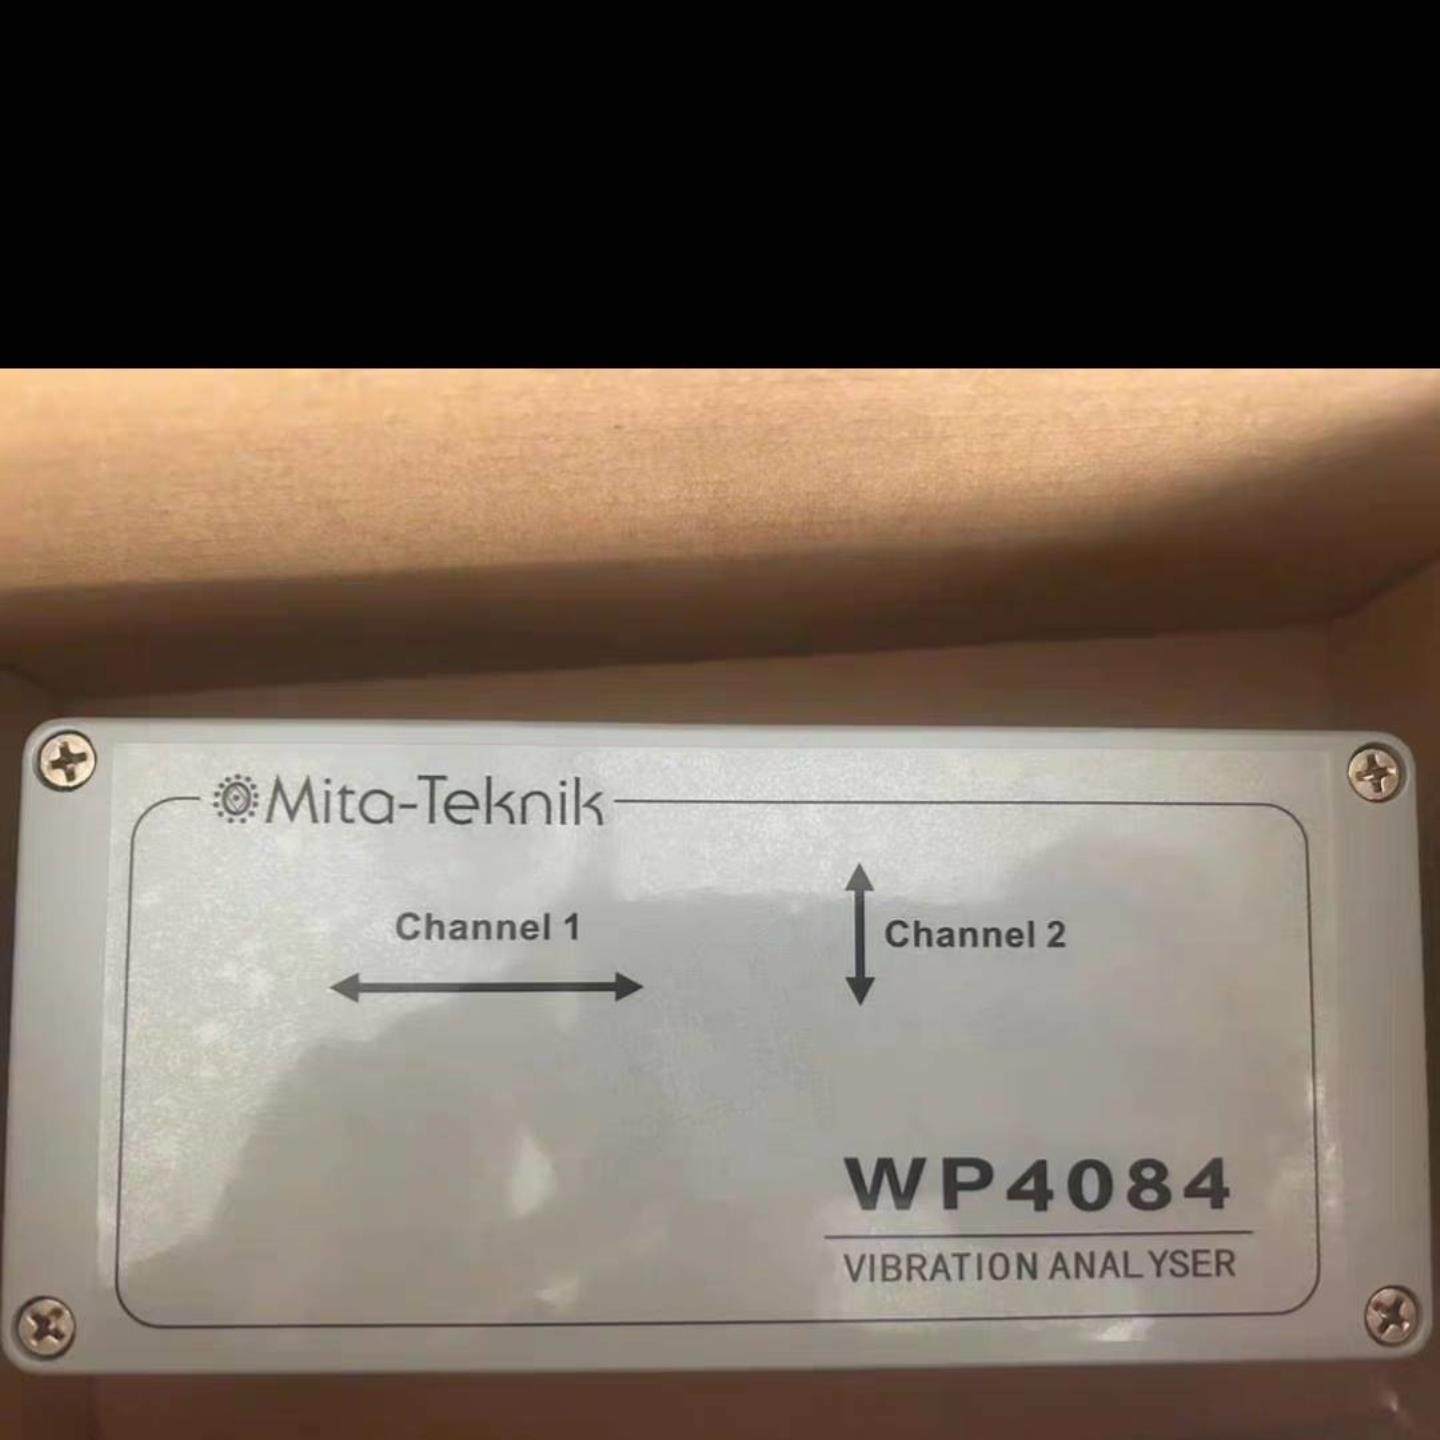 Mita-Teknik
Channel 1
Channel 2
WP4084
VIBRATION ANALYSER